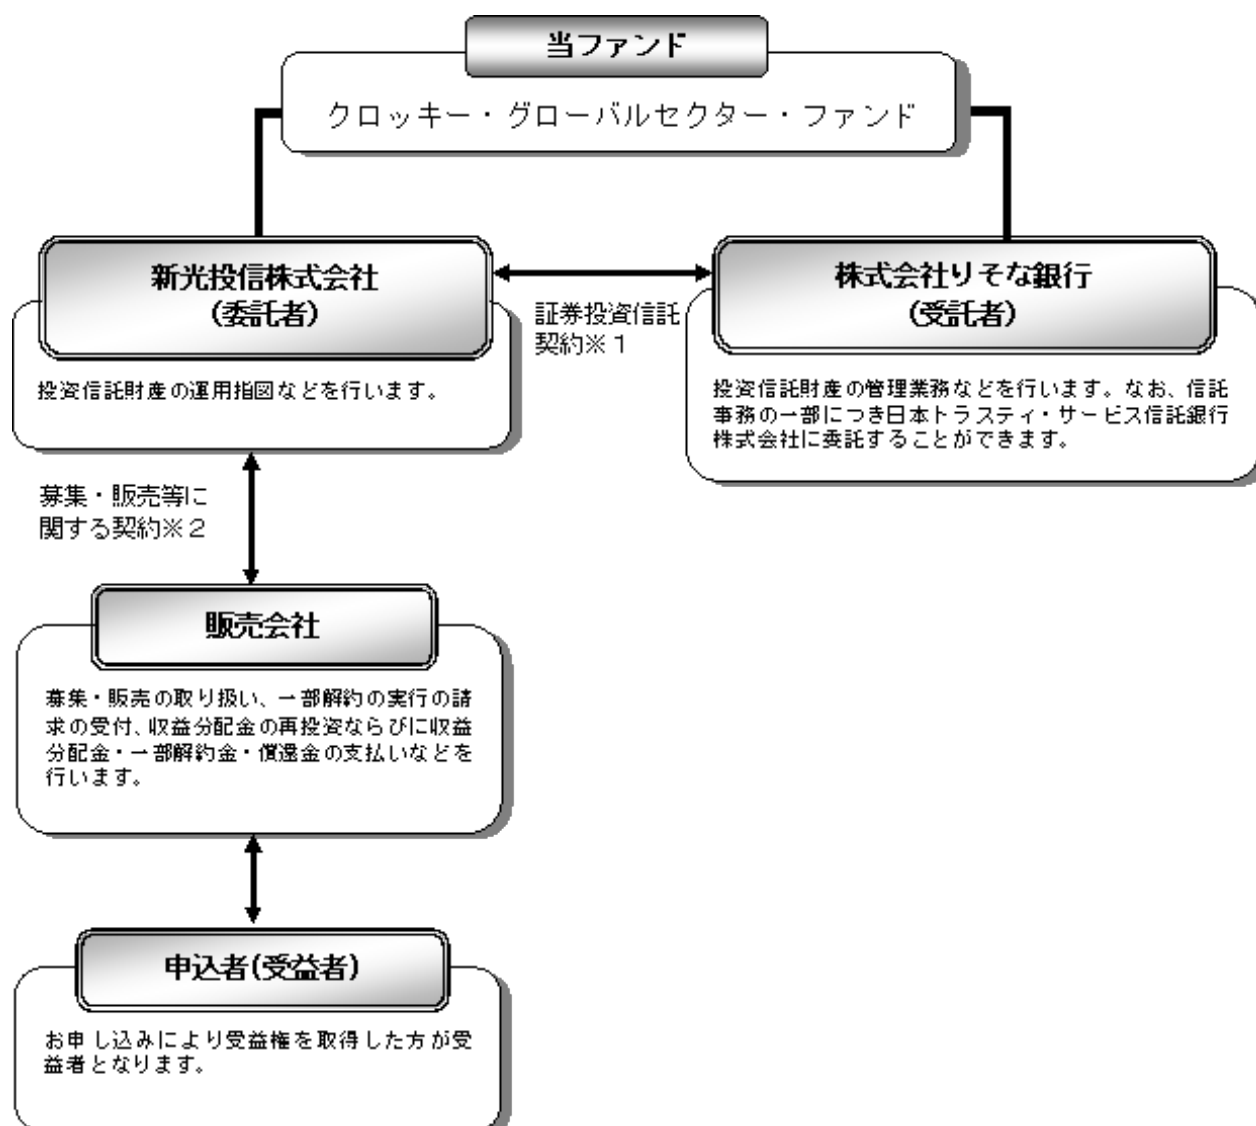 当ファンド
クロッキー・グローバルセクター・ファンド
新光投信株式会社
(委託者)
投資信託財産の運用指図などを行います。
証券投資信託
契約※1
株式会社りそな銀行
(受託者)
投資信託財産の管理業務などを行います。なお、信託
事務の一部につき日本トラスティ・サービス信託銀行
株式会社に委託することができます。
募集・販売等に
関する契約※2
販売会社
募集・販売の取り扱い、一部解約の実行の請
求の受付、収益分配金の再投資ならびに収益
分配金・一部解約金・償還金の支払いなどを
行います。
申込者(受益者)
お申し込みにより受益権を取得した方が受
益者となります。